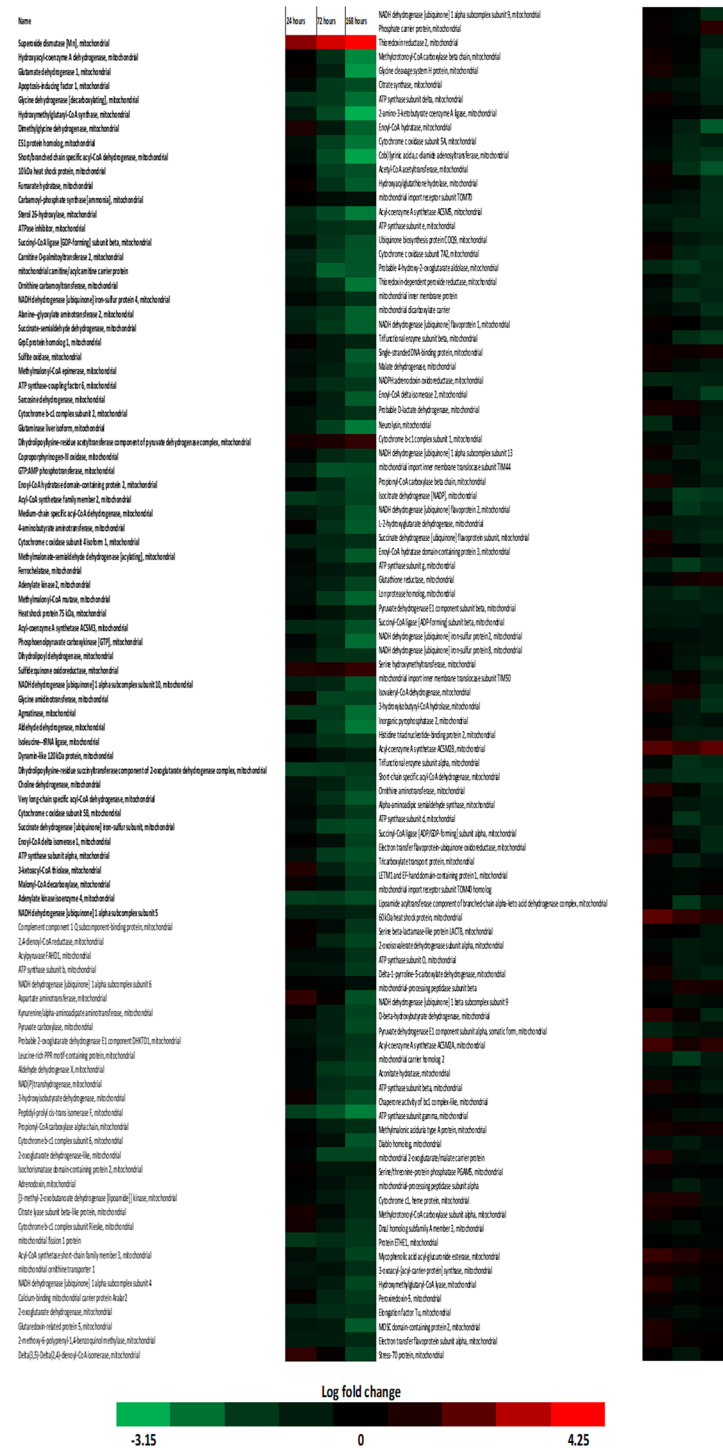 Name
24 hours 72 hours 168 hours
Superoxide dismutase [Mn], mitochondrial
Hydroxyacyl-coenzyme A dehydrogenase, mitochondrial
Glutamate dehydrogenase 1, mitochondrial
Apoptosis-inducing factor 1, mitochondrial
Glycine dehydrogenase [decarboxylating], mitochondrial
Hydroxymethylglutaryl-CoA synthase, mitochondrial
Dimethylglycine dehydrogenase, mitochondrial
ES1 protein homolog, mitochondrial
Short/branched chain specific acyl-CoA dehydrogenase, mitochondrial
10 kDa heat shock protein, mitochondrial
Fumarate hydratase, mitochondrial
Carbamoyl-phosphate synthase [ammonia], mitochondrial
Sterol 26-hydroxylase, mitochondrial
ATPase inhibitor, mitochondrial
Succinyl-CoA ligase [GDP-forming] subunit beta, mitochondrial
Carnitine O-palmitoyltransferase 2, mitochondrial
mitochondrial carnitine/acylcarnitine carrier protein
Ornithine carbamoyltransferase, mitochondrial
NADH dehydrogenase [ubiquinone] iron-sulfur protein 4, mitochondrial
Alanine--glyoxylate aminotransferase 2, mitochondrial
Succinate-semialdehyde dehydrogenase, mitochondrial
GrpE protein homolog 1, mitochondrial
Sulfite oxidase, mitochondrial
Methylmalonyl-CoA epimerase, mitochondrial
ATP synthase-coupling factor 6, mitochondrial
Sarcosine dehydrogenase, mitochondrial
Cytochrome b-c1 complex subunit 2, mitochondrial
Glutaminase liver isoform, mitochondrial
Dihydrolipoyllysine-residue acetyltransferase component of pyruvate dehydrogenase complex, mitochondrial
Coproporphyrinogen-III oxidase, mitochondrial
GTP:AMP phosphotransferase, mitochondrial
Enoyl-CoA hydratase domain-containing protein 2, mitochondrial
Acyl-CoA synthetase family member 2, mitochondrial
Medium-chain specific acyl-CoA dehydrogenase, mitochondrial
4-aminobutyrate aminotransferase, mitochondrial
Cytochrome c oxidase subunit 4 isoform 1, mitochondrial
Methylmalonate-semialdehyde dehydrogenase [acylating], mitochondrial
Ferrochelatase, mitochondrial
Adenylate kinase 2, mitochondrial
Methylmalonyl-CoA mutase, mitochondrial
Heat shock protein 75 kDa, mitochondrial
Acyl-coenzyme A synthetase ACSM3, mitochondrial
Phosphoenolpyruvate carboxykinase [GTP], mitochondrial
Dihydrolipoyl dehydrogenase, mitochondrial
Sulfide:quinone oxidoreductase, mitochondrial
NADH dehydrogenase [ubiquinone] 1 alpha subcomplex subunit 10, mitochondrial
Glycine amidinotransferase, mitochondrial
Agmatinase, mitochondrial
Aldehyde dehydrogenase, mitochondrial
Isoleucine--tRNA ligase, mitochondrial
Dynamin-like 120 kDa protein, mitochondrial
Dihydrolipoyllysine-residue succinyltransferase component of 2-oxoglutarate dehydrogenase complex, mitochondrial
Choline dehydrogenase, mitochondrial
Very long-chain specific acyl-CoA dehydrogenase, mitochondrial
Cytochrome c oxidase subunit 5B, mitochondrial
Succinate dehydrogenase [ubiquinone] iron-sulfur subunit, mitochondrial
Enoyl-CoA delta isomerase 1, mitochondrial
ATP synthase subunit alpha, mitochondrial
3-ketoacyl-CoA thiolase, mitochondrial
Malonyl-CoA decarboxylase, mitochondrial
Adenylate kinase isoenzyme 4, mitochondrial
NADH dehydrogenase [ubiquinone] 1 alpha subcomplex subunit 5
Complement component 1 Q subcomponent-binding protein, mitochondrial
2,4-dienoyl-CoA reductase, mitochondrial
Acylpyruvase FAHD1, mitochondrial
ATP synthase subunit b, mitochondrial
NADH dehydrogenase [ubiquinone] 1 alpha subcomplex subunit 6
Aspartate aminotransferase, mitochondrial
Kynurenine/alpha-aminoadipate aminotransferase, mitochondrial
Pyruvate carboxylase, mitochondrial
Probable 2-oxoglutarate dehydrogenase E1 component DHKTD1, mitochondrial
Leucine-rich PPR motif-containing protein, mitochondrial
Aldehyde dehydrogenase X, mitochondrial
NAD(P) transhydrogenase, mitochondrial
3-hydroxyisobutyrate dehydrogenase, mitochondrial
Peptidyl-prolyl cis-trans isomerase F, mitochondrial
Propionyl-CoA carboxylase alpha chain, mitochondrial
Cytochrome b-c1 complex subunit 6, mitochondrial
2-oxoglutarate dehydrogenase-like, mitochondrial
Isochorismatase domain-containing protein 2, mitochondrial
Adrenodoxin, mitochondrial
[3-methyl-2-oxobutanoate dehydrogenase [lipoamide]] kinase, mitochondrial
Citrate lyase subunit beta-like protein, mitochondrial
Cytochrome b-c1 complex subunit Rieske, mitochondrial
mitochondrial fission 1 protein
Acyl-CoA synthetase short-chain family member 3, mitochondrial
mitochondrial ornithine transporter 1
NADH dehydrogenase [ubiquinone] 1 alpha subcomplex subunit 4
Calcium-binding mitochondrial carrier protein Aralar2
2-oxoglutarate dehydrogenase, mitochondrial
Glutaredoxin-related protein 5, mitochondrial
2-methoxy-6-polyprenyl-1,4-benzoquinol methylase, mitochondrial
Delta(3,5)-Delta(2,4)-dienoyl-CoA isomerase, mitochondrial
NADH dehydrogenase [ubiquinone] 1 alpha subcomplex subunit 9, mitochondrial
Phosphate carrier protein, mitochondrial
Thioredoxin reductase 2, mitochondrial
Methylcrotonoyl-CoA carboxylase beta chain, mitochondrial
Glycine cleavage system H protein, mitochondrial
Citrate synthase, mitochondrial
ATP synthase subunit delta, mitochondrial
2-amino-3-ketobutyrate coenzyme A ligase, mitochondrial
Enoyl-CoA hydratase, mitochondrial
Cytochrome c oxidase subunit 5A, mitochondrial
Cob(I)yrinic acid a,c-diamide adenosyltransferase, mitochondrial
Acetyl-CoA acetyltransferase, mitochondrial
Hydroxyacylglutathione hydrolase, mitochondrial
mitochondrial import receptor subunit TOM70
Acyl-coenzyme A synthetase ACSM5, mitochondrial
ATP synthase subunit e, mitochondrial
Ubiquinone biosynthesis protein COQ9, mitochondrial
Cytochrome c oxidase subunit 7A2, mitochondrial
Probable 4-hydroxy-2-oxoglutarate aldolase, mitochondrial
Thioredoxin-dependent peroxide reductase, mitochondrial
mitochondrial inner membrane protein
mitochondrial dicarboxylate carrier
NADH dehydrogenase [ubiquinone] flavoprotein 1, mitochondrial
Trifunctional enzyme subunit beta, mitochondrial
Single-stranded DNA-binding protein, mitochondrial
Malate dehydrogenase, mitochondrial
NADPH:adrenodoxin oxidoreductase, mitochondrial
Enoyl-CoA delta isomerase 2, mitochondrial
Probable D-lactate dehydrogenase, mitochondrial
Neurolysin, mitochondrial
Cytochrome b-c1 complex subunit 1, mitochondrial
NADH dehydrogenase [ubiquinone] 1 alpha subcomplex subunit 13
mitochondrial import inner membrane translocase subunit TIM44
Propionyl-CoA carboxylase beta chain, mitochondrial
Isocitrate dehydrogenase [NADP], mitochondrial
NADH dehydrogenase [ubiquinone] flavoprotein 2, mitochondrial
L-2-hydroxyglutarate dehydrogenase, mitochondrial
Succinate dehydrogenase [ubiquinone] flavoprotein subunit, mitochondrial
Enoyl-CoA hydratase domain-containing protein 3, mitochondrial
ATP synthase subunit g, mitochondrial
Glutathione reductase, mitochondrial
Lon protease homolog, mitochondrial
Pyruvate dehydrogenase E1 component subunit beta, mitochondrial
Succinyl-CoA ligase [ADP-forming] subunit beta, mitochondrial
NADH dehydrogenase [ubiquinone] iron-sulfur protein 2, mitochondrial
NADH dehydrogenase [ubiquinone] iron-sulfur protein 8, mitochondrial
Serine hydroxymethyltransferase, mitochondrial
mitochondrial import inner membrane translocase subunit TIM50
Isovaleryl-CoA dehydrogenase, mitochondrial
3-hydroxyisobutyryl-CoA hydrolase, mitochondrial
Inorganic pyrophosphatase 2, mitochondrial
Histidine triad nucleotide-binding protein 2, mitochondrial
Acyl-coenzyme A synthetase ACSM2B, mitochondrial
Trifunctional enzyme subunit alpha, mitochondrial
Short-chain specific acyl-CoA dehydrogenase, mitochondrial
Ornithine aminotransferase, mitochondrial
Alpha-aminoadipic semialdehyde synthase, mitochondrial
ATP synthase subunit d, mitochondrial
Succinyl-CoA ligase [ADP/GDP-forming] subunit alpha, mitochondrial
Electron transfer flavoprotein-ubiquinone oxidoreductase, mitochondrial
Tricarboxylate transport protein, mitochondrial
LETM1 and EF-hand domain-containing protein 1, mitochondrial
mitochondrial import receptor subunit TOM40 homolog
Lipoamide acyltransferase component of branched-chain alpha-keto acid dehydrogenase complex, mitochondrial
60 kDa heat shock protein, mitochondrial
Serine beta-lactamase-like protein LACTB, mitochondrial
2-oxoisovalerate dehydrogenase subunit alpha, mitochondrial
ATP synthase subunit O, mitochondrial
Delta-1-pyrroline-5-carboxylate dehydrogenase, mitochondrial
mitochondrial-processing peptidase subunit beta
NADH dehydrogenase [ubiquinone] 1 beta subcomplex subunit 9
D-beta-hydroxybutyrate dehydrogenase, mitochondrial
Pyruvate dehydrogenase E1 component subunit alpha, somatic form, mitochondrial
Acyl-coenzyme A synthetase ACSM2A, mitochondrial
mitochondrial carrier homolog 2
Aconitate hydratase, mitochondrial
ATP synthase subunit beta, mitochondrial
Chaperone activity of bc1 complex-like, mitochondrial
ATP synthase subunit gamma, mitochondrial
Methylmalonic aciduria type A protein, mitochondrial
Diablo homolog, mitochondrial
mitochondrial 2-oxoglutarate/malate carrier protein
Serine/threonine-protein phosphatase PGAM5, mitochondrial
mitochondrial-processing peptidase subunit alpha
Cytochrome c1, heme protein, mitochondrial
Methylcrotonoyl-CoA carboxylase subunit alpha, mitochondrial
DnaJ homolog subfamily A member 3, mitochondrial
Protein ETHE1, mitochondrial
Mycophenolic acid acyl-glucuronide esterase, mitochondrial
3-oxoacyl-[acyl-carrier-protein] synthase, mitochondrial
Hydroxymethylglutaryl-CoA lyase, mitochondrial
Peroxiredoxin-5, mitochondrial
Elongation factor Tu, mitochondrial
MOSC domain-containing protein 2, mitochondrial
Electron transfer flavoprotein subunit alpha, mitochondrial
Stress-70 protein, mitochondrial
Log fold change
-3.15 0 4.25